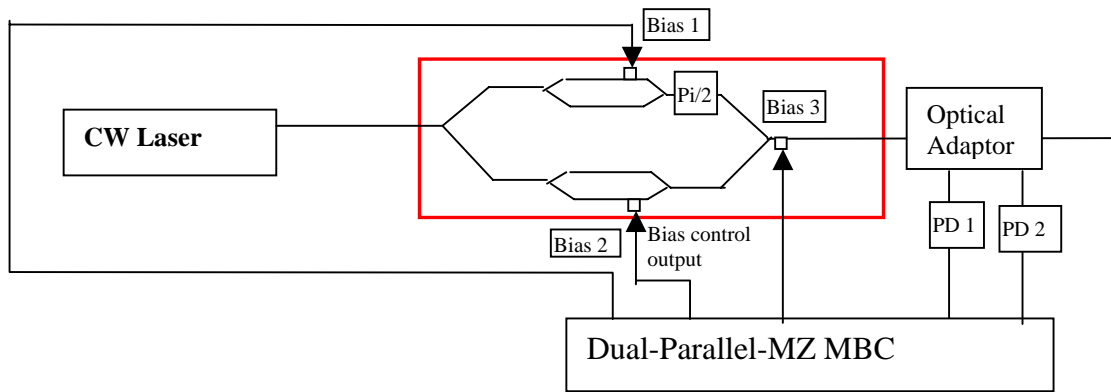 Bias 1
Pi/2
Bias 3
CW Laser
Optical
Adaptor
PD 1
PD 2
Bias 2
Bias control
output
Dual-Parallel-MZ MBC